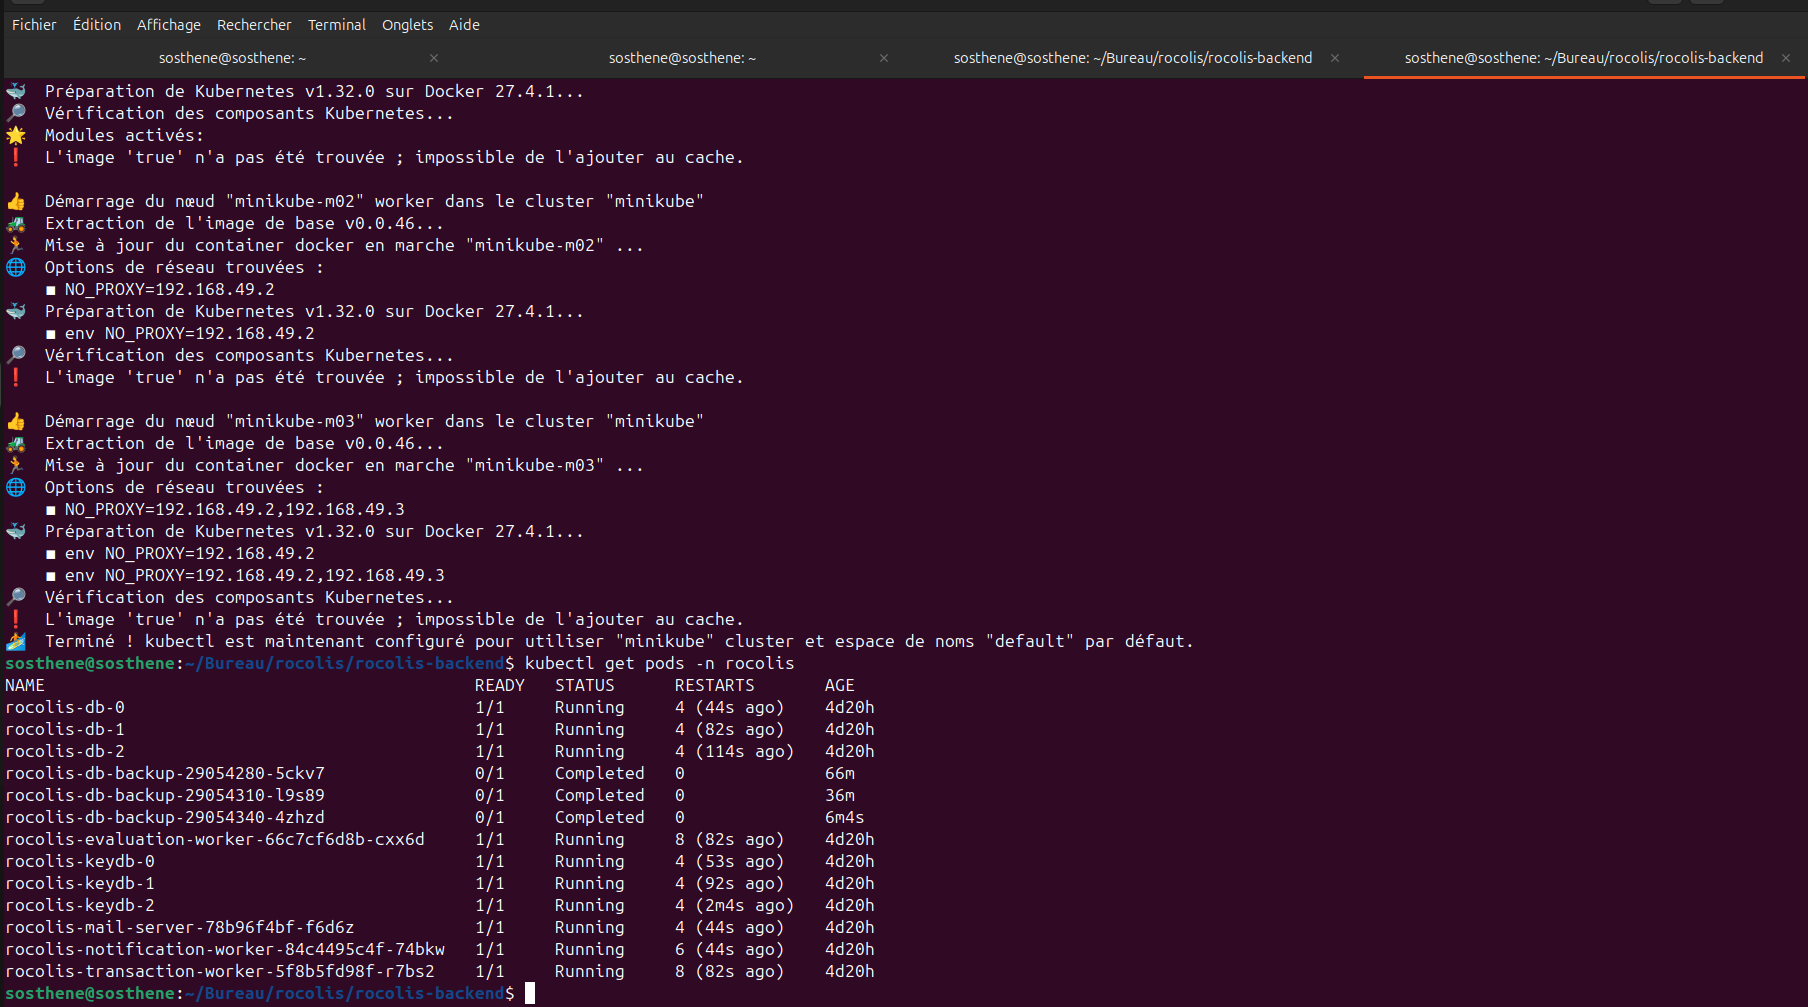 Fichier Édition Affichage Rechercher Terminal Onglets Aide
sosthene@sosthene: ~ × sosthene@sosthene: ~ × sosthene@sosthene: ~/Bureau/rocolis/rocolis-backend × sosthene@sosthene: ~/Bureau/rocolis/rocolis-backend ×
Préparation de Kubernetes v1.32.0 sur Docker 27.4.1...
Vérification des composants Kubernetes...
Modules activés:
L'image 'true' n'a pas été trouvée ; impossible de l'ajouter au cache.
Démarrage du nœud "minikube-m02" worker dans le cluster "minikube"
Extraction de l'image de base v0.0.46...
Mise à jour du container docker en marche "minikube-m02" ...
Options de réseau trouvées :
■ NO_PROXY=192.168.49.2
Préparation de Kubernetes v1.32.0 sur Docker 27.4.1...
■ env NO_PROXY=192.168.49.2
Vérification des composants Kubernetes...
L'image 'true' n'a pas été trouvée ; impossible de l'ajouter au cache.
Démarrage du nœud "minikube-m03" worker dans le cluster "minikube"
Extraction de l'image de base v0.0.46...
Mise à jour du container docker en marche "minikube-m03" ...
Options de réseau trouvées :
■ NO_PROXY=192.168.49.2,192.168.49.3
Préparation de Kubernetes v1.32.0 sur Docker 27.4.1...
■ env NO_PROXY=192.168.49.2
■ env NO_PROXY=192.168.49.2,192.168.49.3
Vérification des composants Kubernetes...
L'image 'true' n'a pas été trouvée ; impossible de l'ajouter au cache.
Terminé ! kubectl est maintenant configuré pour utiliser "minikube" cluster et espace de noms "default" par défaut.
sosthene@sosthene:~/Bureau/rocolis/rocolis-backend$ kubectl get pods -n rocolis
NAME READY STATUS RESTARTS AGE
rocolis-db-0 1/1 Running 4 (44s ago) 4d20h
rocolis-db-1 1/1 Running 4 (82s ago) 4d20h
rocolis-db-2 1/1 Running 4 (114s ago) 4d20h
rocolis-db-backup-29054280-5ckv7 0/1 Completed 0 66m
rocolis-db-backup-29054310-l9s89 0/1 Completed 0 36m
rocolis-db-backup-29054340-4zhzd 0/1 Completed 0 6m4s
rocolis-evaluation-worker-66c7cf6d8b-cxx6d 1/1 Running 8 (82s ago) 4d20h
rocolis-keydb-0 1/1 Running 4 (53s ago) 4d20h
rocolis-keydb-1 1/1 Running 4 (92s ago) 4d20h
rocolis-keydb-2 1/1 Running 4 (2m4s ago) 4d20h
rocolis-mail-server-78b96f4bf-f6d6z 1/1 Running 4 (44s ago) 4d20h
rocolis-notification-worker-84c4495c4f-74bkw 1/1 Running 6 (44s ago) 4d20h
rocolis-transaction-worker-5f8b5fd98f-r7bs2 1/1 Running 8 (82s ago) 4d20h
sosthene@sosthene:~/Bureau/rocolis/rocolis-backend$